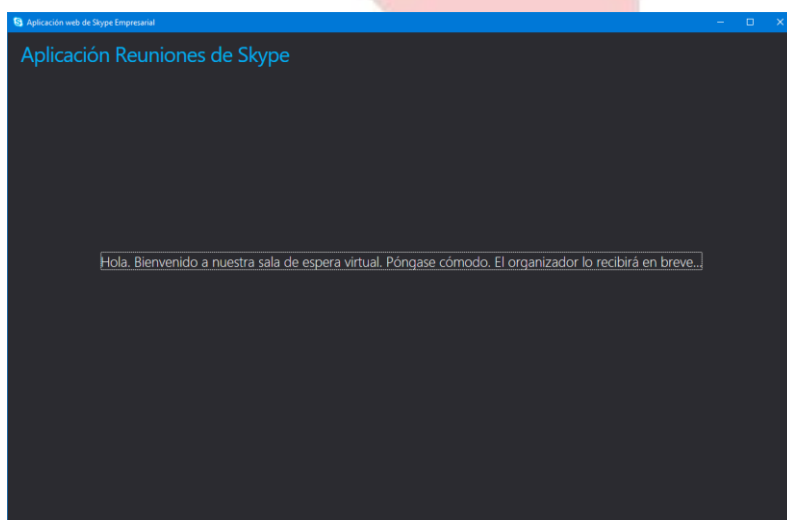 Aplicación web de Skype Empresarial
Aplicación Reuniones de Skype
Hola. Bienvenido a nuestra sala de espera virtual. Póngase cómodo. El organizador lo recibirá en breve...